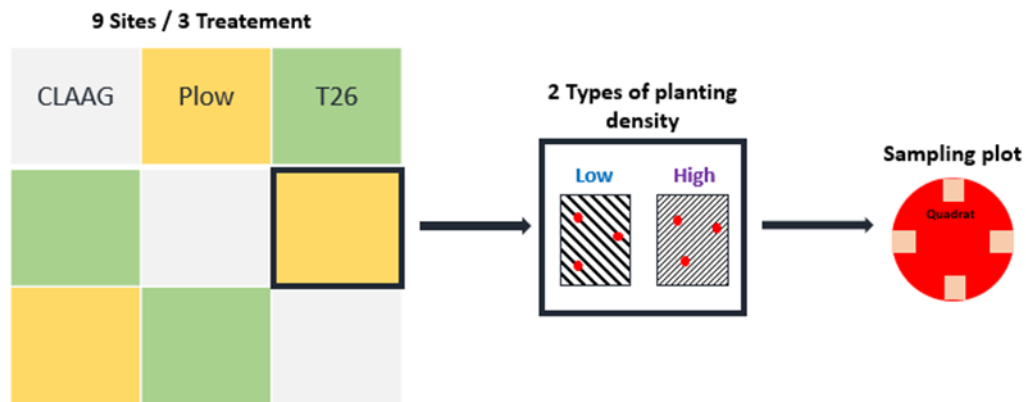 9 Sites / 3 Treatement
CLAAG
Plow
T26
2 Types of planting
density
Low
High
Sampling plot
Quadrat